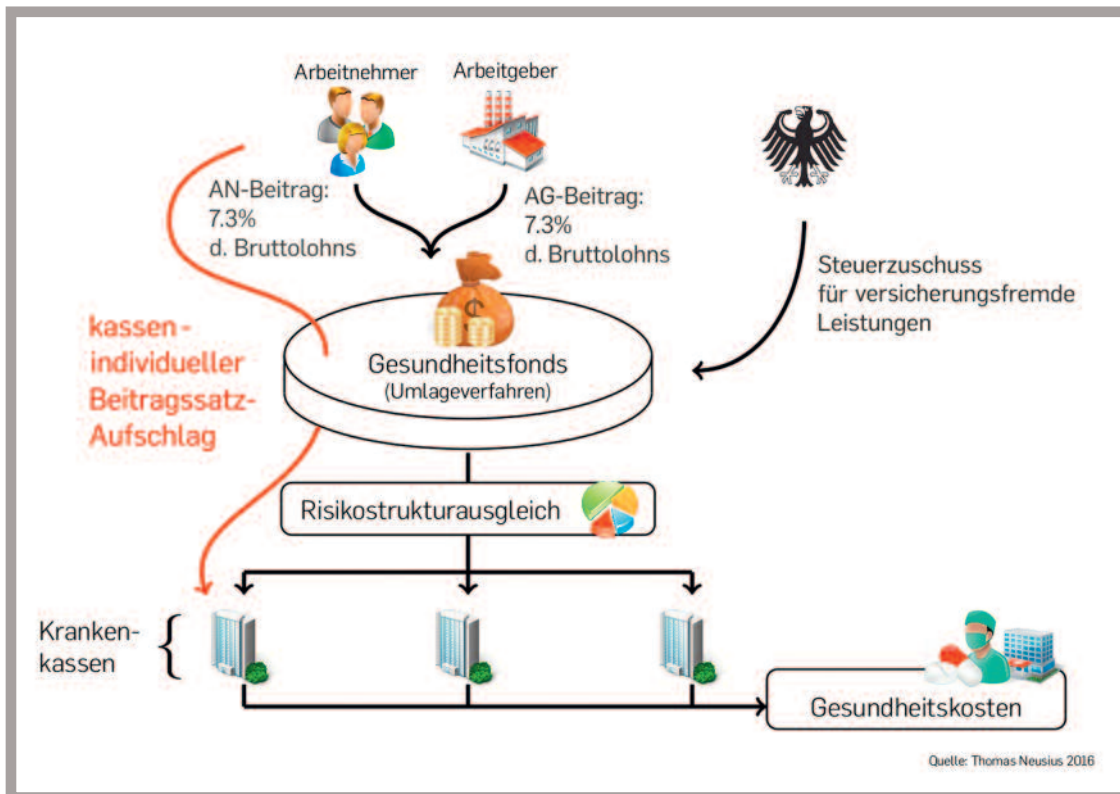 Arbeitnehmer
Arbeitgeber
AN-Beitrag:
7.3%
d. Bruttolohns
AG-Beitrag:
7.3%
d. Bruttolohns
Steuerzuschuss
für versicherungsfremde
Leistungen
kassen-
individueller
Beitragssatz-
Aufschlag
$
Gesundheitsfonds
(Umlageverfahren)
Risikostrukturausgleich
Kranken-
kassen
Gesundheitskosten
Quelle: Thomas Neusius 2016